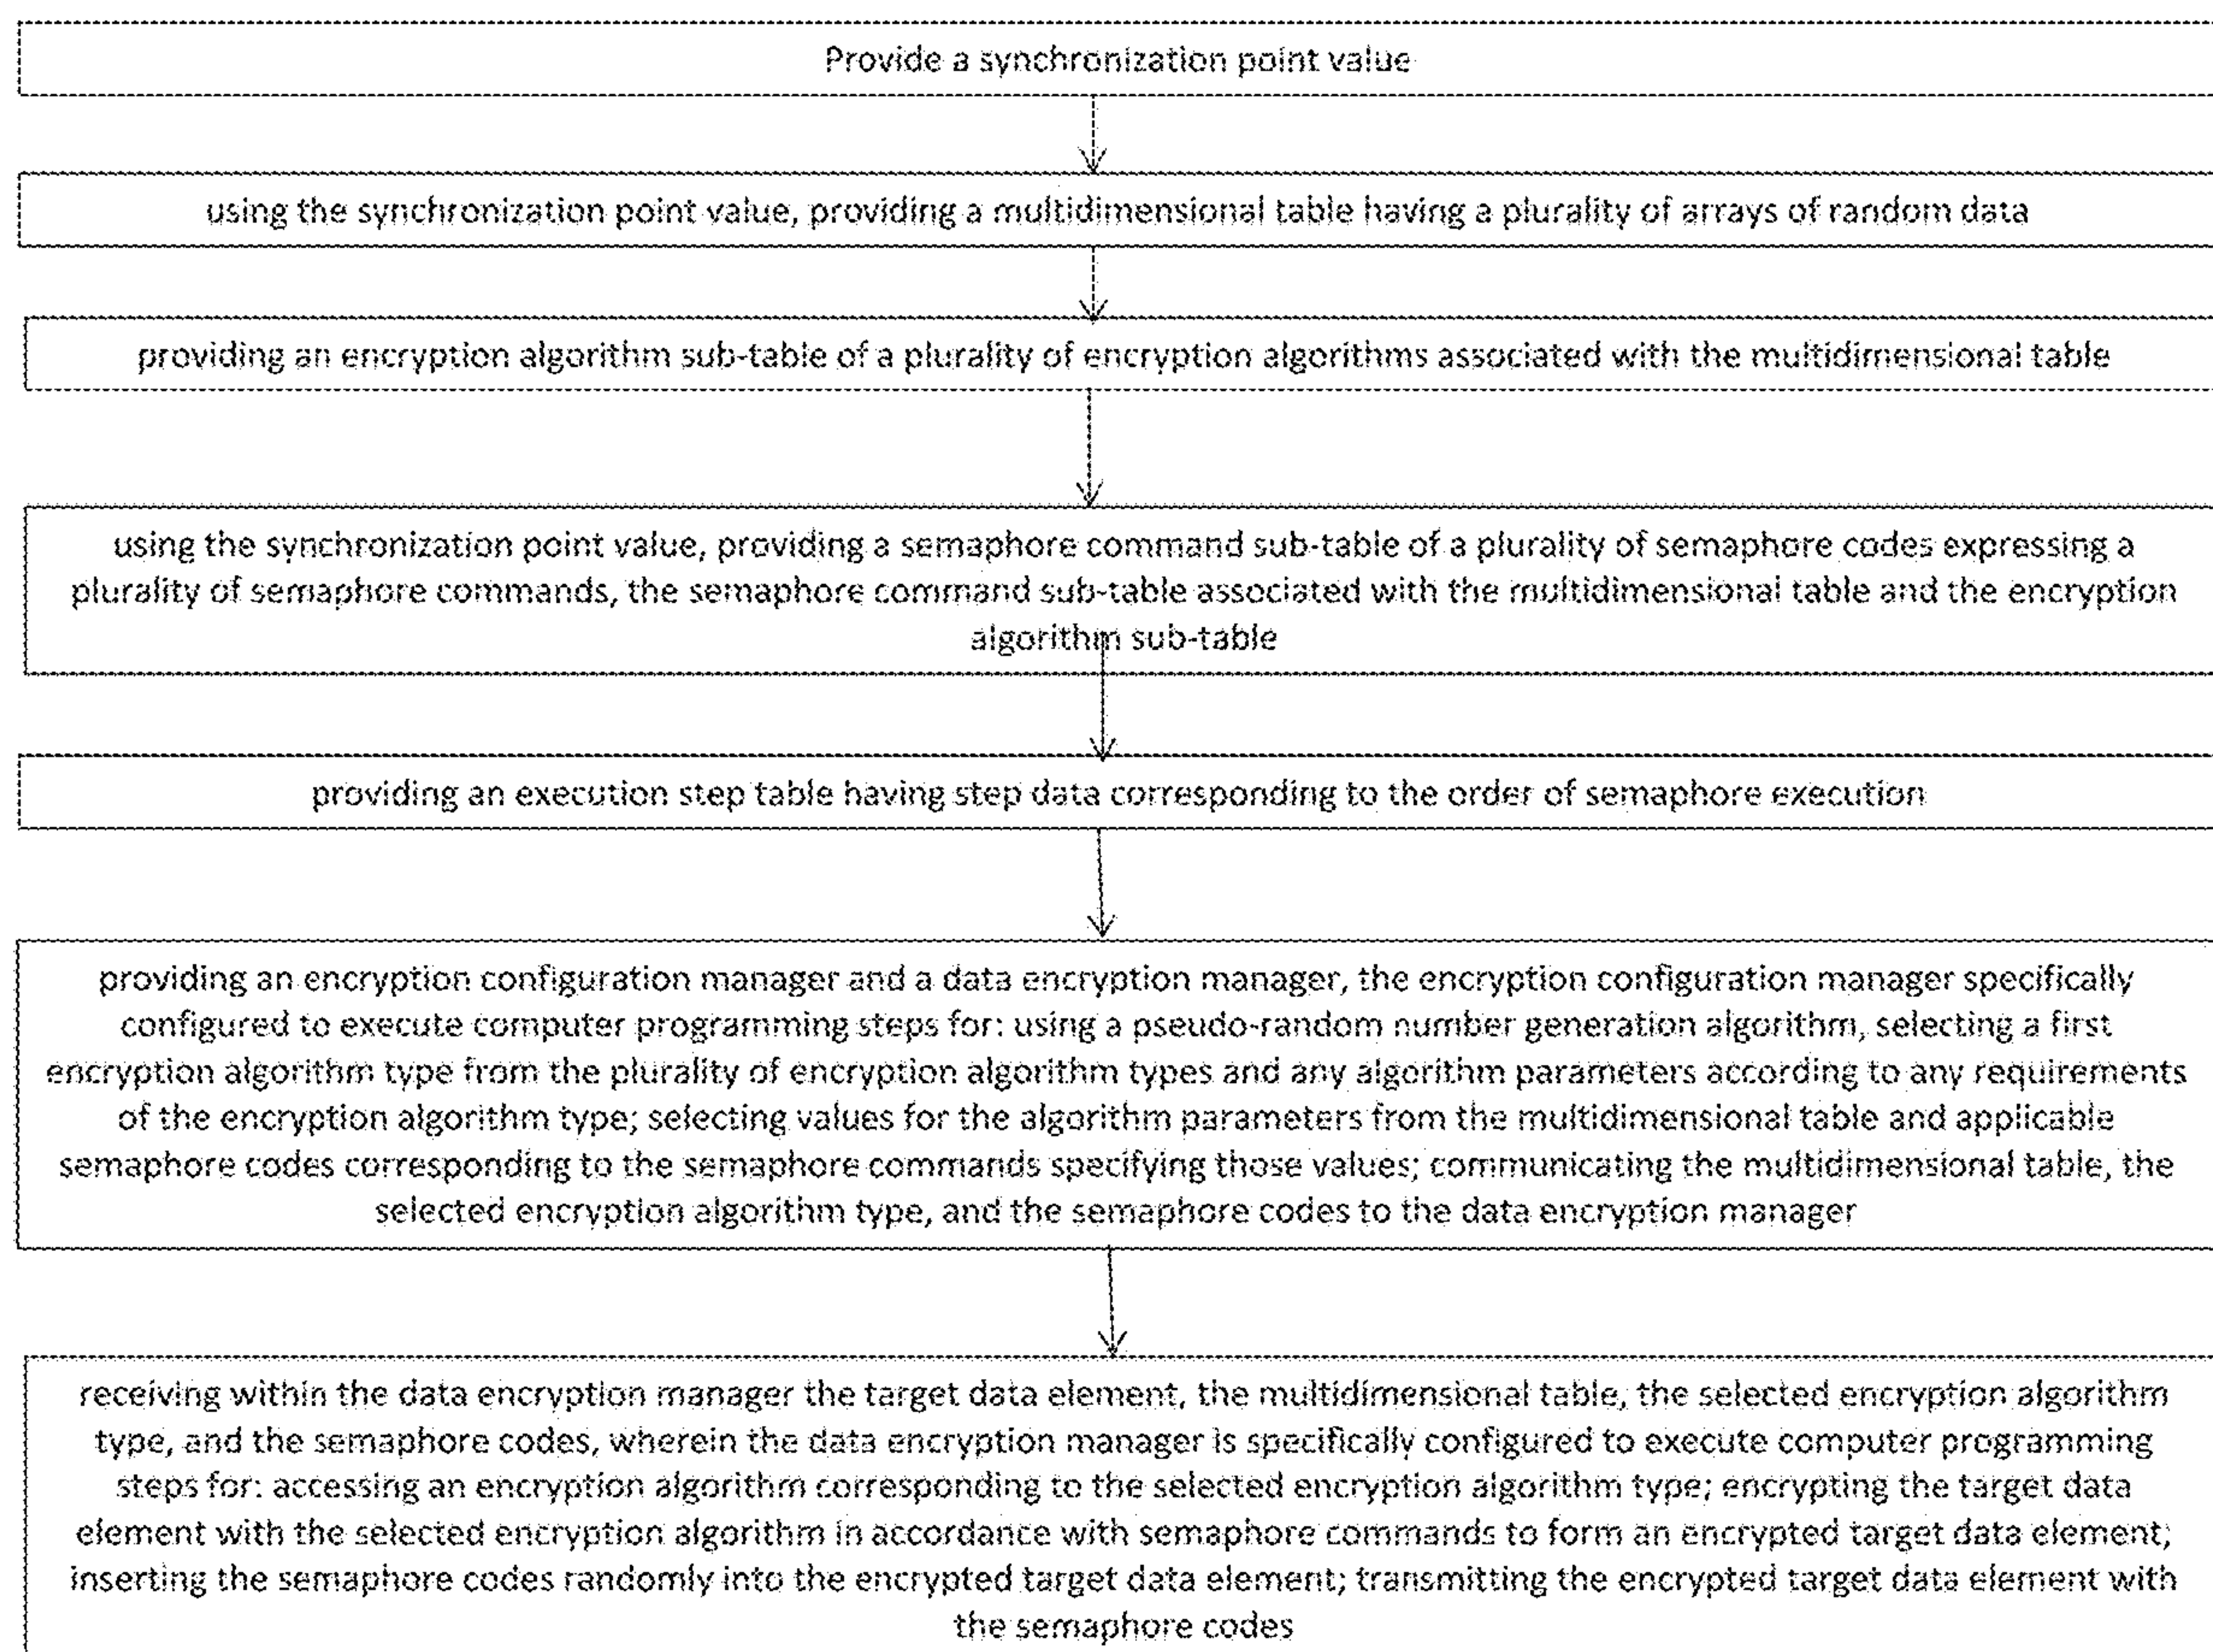 Provide a synchronization point value
using the synchronization point value, providing a multidimensional table having a plurality of arrays of random data
providing an encryption algorithm sub-table of a plurality of encryption algorithms associated with the multidimensional table
using the synchronization point value, providing a semaphore command sub-table of a plurality of semaphore codes expressing a
plurality of semaphore commands, the semaphore command sub-table associated with the multidimensional table and the encryption
algorithm sub-table
providing an execution step table having step data corresponding to the order of semaphore execution
providing an encryption configuration manager and a data encryption manager, the encryption configuration manager specifically
configured to execute computer programming steps for: using a pseudo-random number generation algorithm, selecting a first
encryption algorithm type from the plurality of encryption algorithm types and any algorithm parameters according to any requirements
of the encryption algorithm type; selecting values for the algorithm parameters from the multidimensional table and applicable
semaphore codes corresponding to the semaphore commands specifying those values; communicating the multidimensional table, the
selected encryption algorithm type, and the semaphore codes to the data encryption manager
receiving within the data encryption manager the target data element, the multidimensional table, the selected encryption algorithm
type, and the semaphore codes, wherein the data encryption manager is specifically configured to execute computer programming
steps for: accessing an encryption algorithm corresponding to the selected encryption algorithm type; encrypting the target data
element with the selected encryption algorithm in accordance with semaphore commands to form an encrypted target data element;
inserting the semaphore codes randomly into the encrypted target data element; transmitting the encrypted target data element with
the semaphore codes